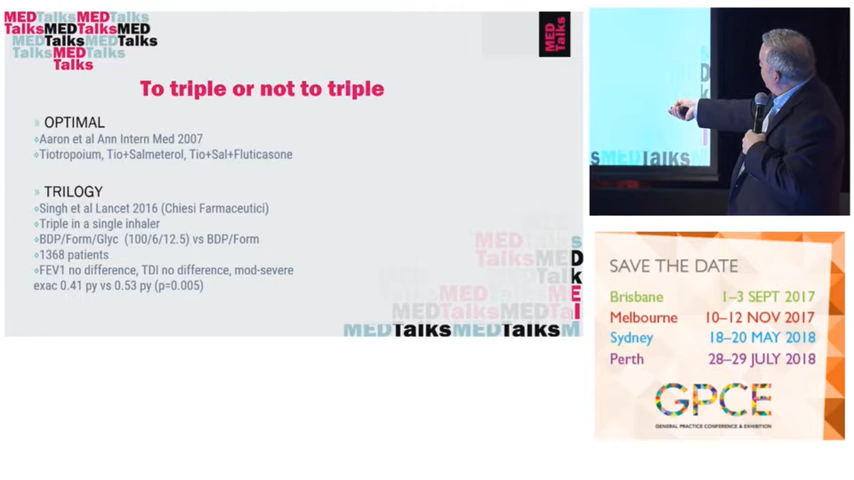 MEDTalksMEDTalks
TalksMEDTalksMED
MEDTalksMEDTalks
TalksMEDTalks
Talks
MED
Talks
To triple or not to triple
OPTIMAL
Aaron et al Ann Intern Med 2007
Tiotropoium, Tio+Salmeterol, Tio+Sal+Fluticasone
TRILOGY
Singh et al Lancet 2016 (Chiesi Farmaceutici)
Triple in a single inhaler
BDP/Form/Glyc (100/6/12.5) vs BDP/Form
1368 patients
FEV1 no difference, TDI no difference, mod-severe
exac 0.41 py vs 0.53 py (p=0.005)
MEDTalksMEDTalksM
sMEDTalks
SAVE THE DATE
Brisbane 1–3 SEPT 2017
Melbourne 10–12 NOV 2017
Sydney 18–20 MAY 2018
Perth 28–29 JULY 2018
GPCE
GENERAL PRACTICE CONFERENCE & EXHIBITION